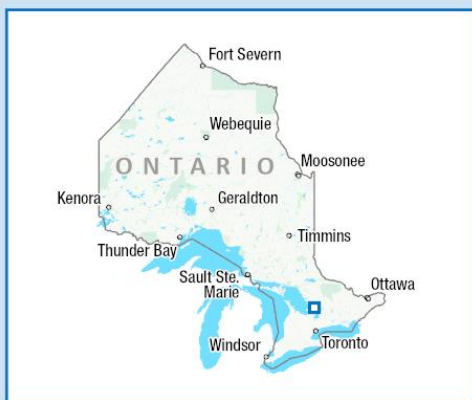 Fort Severn
Webequie
ONTARIO
Moosonee
Kenora
Geraldton
Thunder Bay
Timmins
Sault Ste.
Marie
Ottawa
Windsor
Toronto